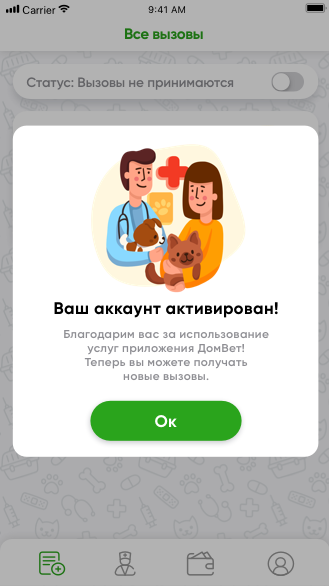 Carrier 9:41 AM
Все вызовы
Статус: Вызовы не принимаются
Ваш аккаунт активирован!
Благодарим вас за использование
услуг приложения ДомВет!
Теперь вы можете получать
новые вызовы.
Ок